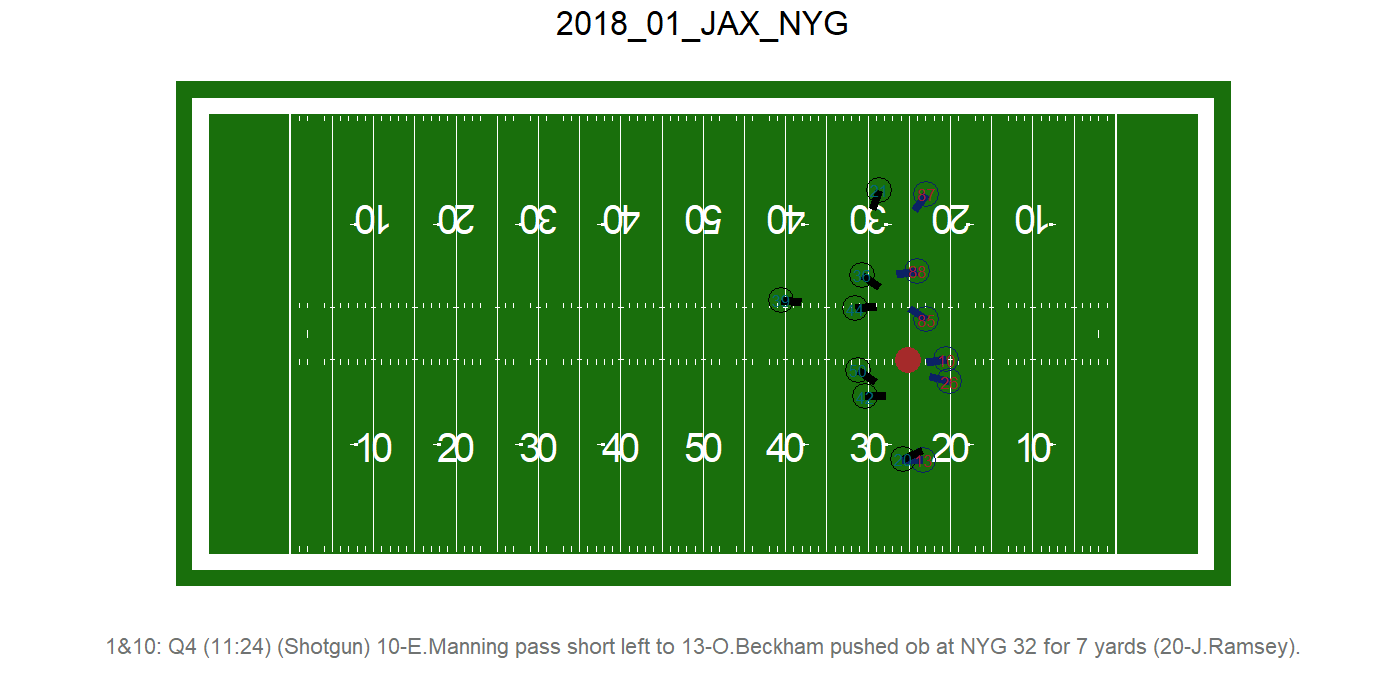 2018_01_JAX_NYG
10 20 30 40 50 40 30 20 10
10 20 30 40 50 40 30 20 10
1&10: Q4 (11:24) (Shotgun) 10-E.Manning pass short left to 13-O.Beckham pushed ob at NYG 32 for 7 yards (20-J.Ramsey).